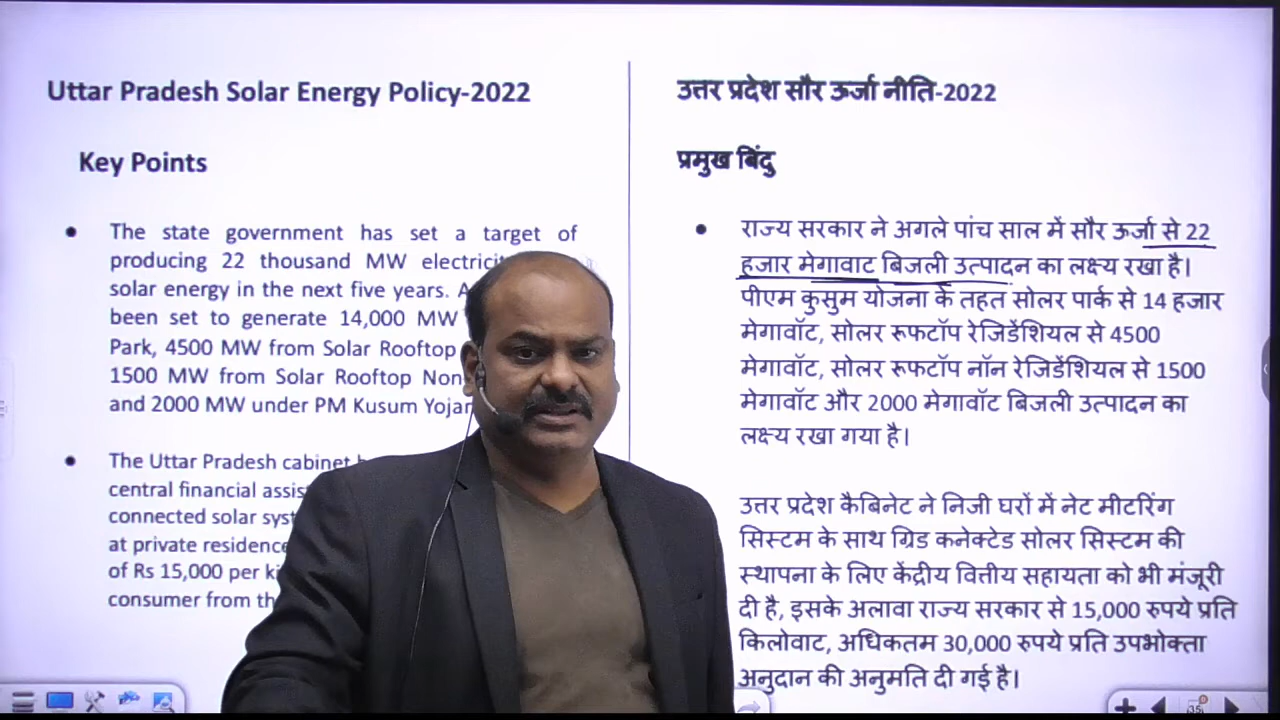 Uttar Pradesh Solar Energy Policy-2022
Key Points
The state government has set a target of
producing 22 thousand MW
solar energy in the next five years.
been set to generate 14,000 MW
Park, 4500 MW from Solar Rooftop
1500 MW from Solar Rooftop Non
and 2000 MW under PM Kusum
The Uttar Pradesh cabinet
central financial
connected solar
at private
of Rs 15,000 per
consumer from
उत्तर प्रदेश सौर ऊर्जा नीति-2022
प्रमुख बिंदु
राज्य सरकार ने अगले पांच साल में सौर ऊर्जा से 22
हजार मेगावाट बिजली उत्पादन का लक्ष्य रखा है।
पीएम कुसुम योजना के तहत सोलर पार्क से 14 हजार
मेगावॉट, सोलर रूफटॉप रेजिडेंशियल से 4500
मेगावॉट, सोलर रूफटॉप नॉन रेजिडेंशियल से 1500
मेगावॉट और 2000 मेगावॉट बिजली उत्पादन का
लक्ष्य रखा गया है।
उत्तर प्रदेश कैबिनेट ने निजी घरों में नेट मीटरिंग
सिस्टम के साथ ग्रिड कनेक्टेड सोलर सिस्टम की
स्थापना के लिए केंद्रीय वित्तीय सहायता को भी मंजूरी
दी है, इसके अलावा राज्य सरकार से 15,000 रुपये प्रति
किलोवाट, अधिकतम 30,000 रुपये प्रति उपभोक्ता
अनुदान की अनुमति दी गई है।